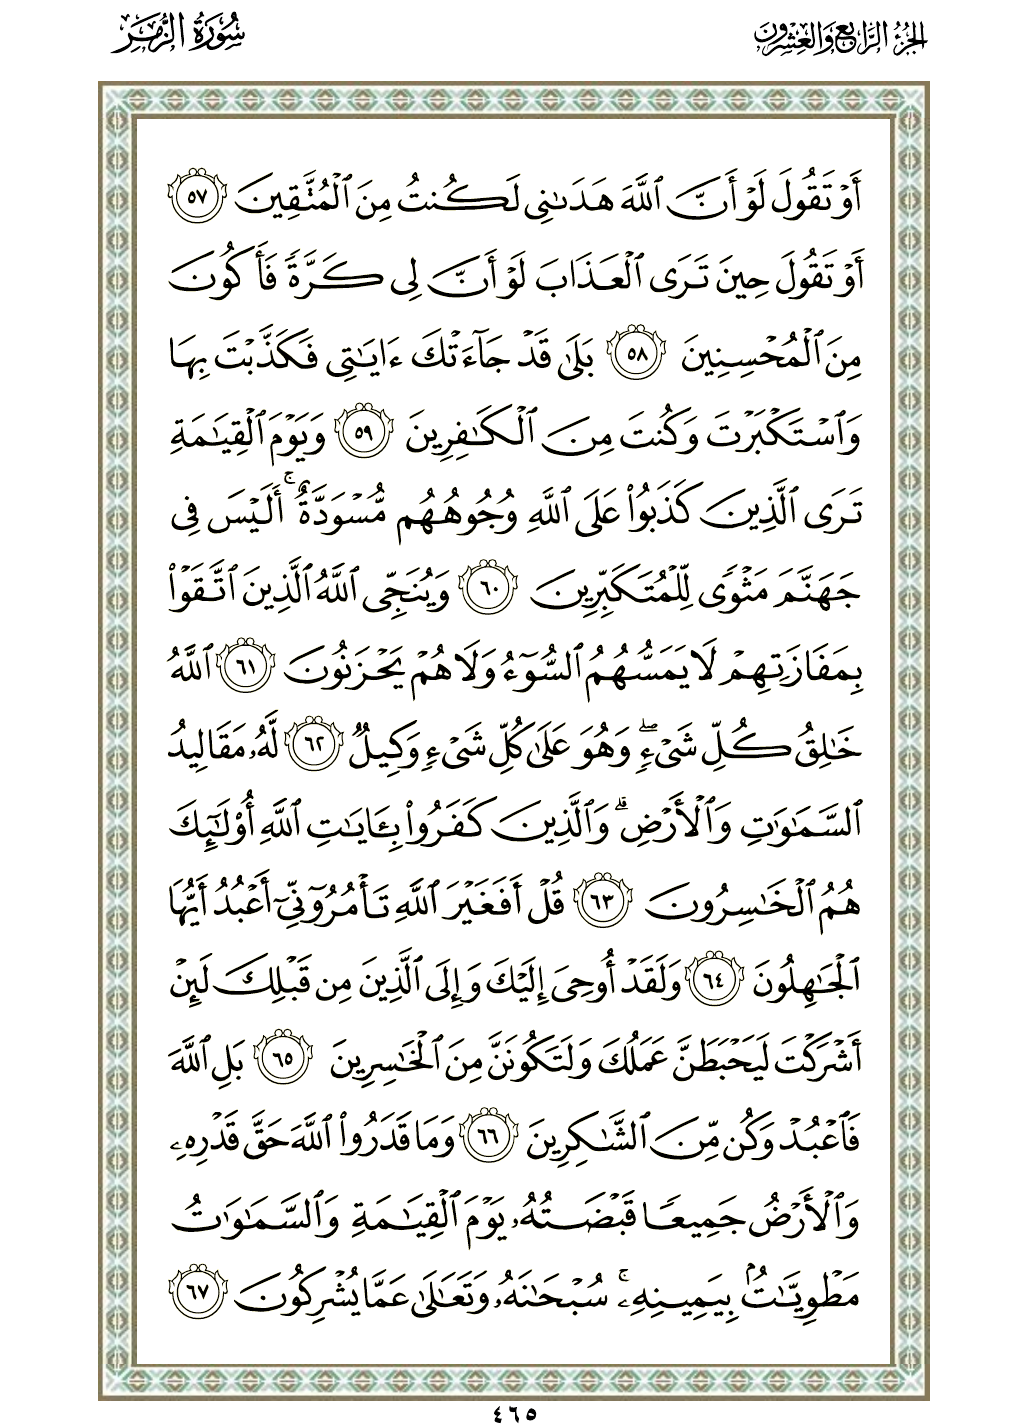 الجزء الرابع والعشرون
سورة الزمر
أَوْ تَقُولَ لَوْ أَنَّ ٱللَّهَ هَدَىٰنِى لَكُنتُ مِنَ ٱلْمُتَّقِينَ ٥٧
أَوْ تَقُولَ حِينَ تَرَى ٱلْعَذَابَ لَوْ أَنَّ لِى كَرَّةً فَأَكُونَ
مِنَ ٱلْمُحْسِنِينَ ٥٨ بَلَىٰ قَدْ جَآءَتْكَ ءَايَٰتِى فَكَذَّبْتَ بِهَا
وَٱسْتَكْبَرْتَ وَكُنتَ مِنَ ٱلْكَٰفِرِينَ ٥٩ وَيَوْمَ ٱلْقِيَٰمَةِ
تَرَى ٱلَّذِينَ كَذَبُوا۟ عَلَى ٱللَّهِ وُجُوهُهُم مُّسْوَدَّةٌ ۚ أَلَيْسَ فِى
جَهَنَّمَ مَثْوًى لِّلْمُتَكَبِّرِينَ ٦٠ وَيُنَجِّى ٱللَّهُ ٱلَّذِينَ ٱتَّقَوْا۟
بِمَفَازَتِهِمْ لَا يَمَسُّهُمُ ٱلسُّوٓءُ وَلَا هُمْ يَحْزَنُونَ ٦١ ٱللَّهُ
خَٰلِقُ كُلِّ شَىْءٍ ۖ وَهُوَ عَلَىٰ كُلِّ شَىْءٍ وَكِيلٌ ٦٢ لَّهُۥ مَقَالِيدُ
ٱلسَّمَٰوَٰتِ وَٱلْأَرْضِ ۗ وَٱلَّذِينَ كَفَرُوا۟ بِـَٔايَٰتِ ٱللَّهِ أُو۟لَٰٓئِكَ
هُمُ ٱلْخَٰسِرُونَ ٦٣ قُلْ أَفَغَيْرَ ٱللَّهِ تَأْمُرُوٓنِّىٓ أَعْبُدُ أَيُّهَا
ٱلْجَٰهِلُونَ ٦٤ وَلَقَدْ أُوحِىَ إِلَيْكَ وَإِلَى ٱلَّذِينَ مِن قَبْلِكَ لَئِنْ
أَشْرَكْتَ لَيَحْبَطَنَّ عَمَلُكَ وَلَتَكُونَنَّ مِنَ ٱلْخَٰسِرِينَ ٦٥ بَلِ ٱللَّهَ
فَٱعْبُدْ وَكُن مِّنَ ٱلشَّٰكِرِينَ ٦٦ وَمَا قَدَرُوا۟ ٱللَّهَ حَقَّ قَدْرِهِۦ
وَٱلْأَرْضُ جَمِيعًا قَبْضَتُهُۥ يَوْمَ ٱلْقِيَٰمَةِ وَٱلسَّمَٰوَٰتُ
مَطْوِيَّٰتٌۢ بِيَمِينِهِۦ ۚ سُبْحَٰنَهُۥ وَتَعَٰلَىٰ عَمَّا يُشْرِكُونَ ٦٧
٤٦٥